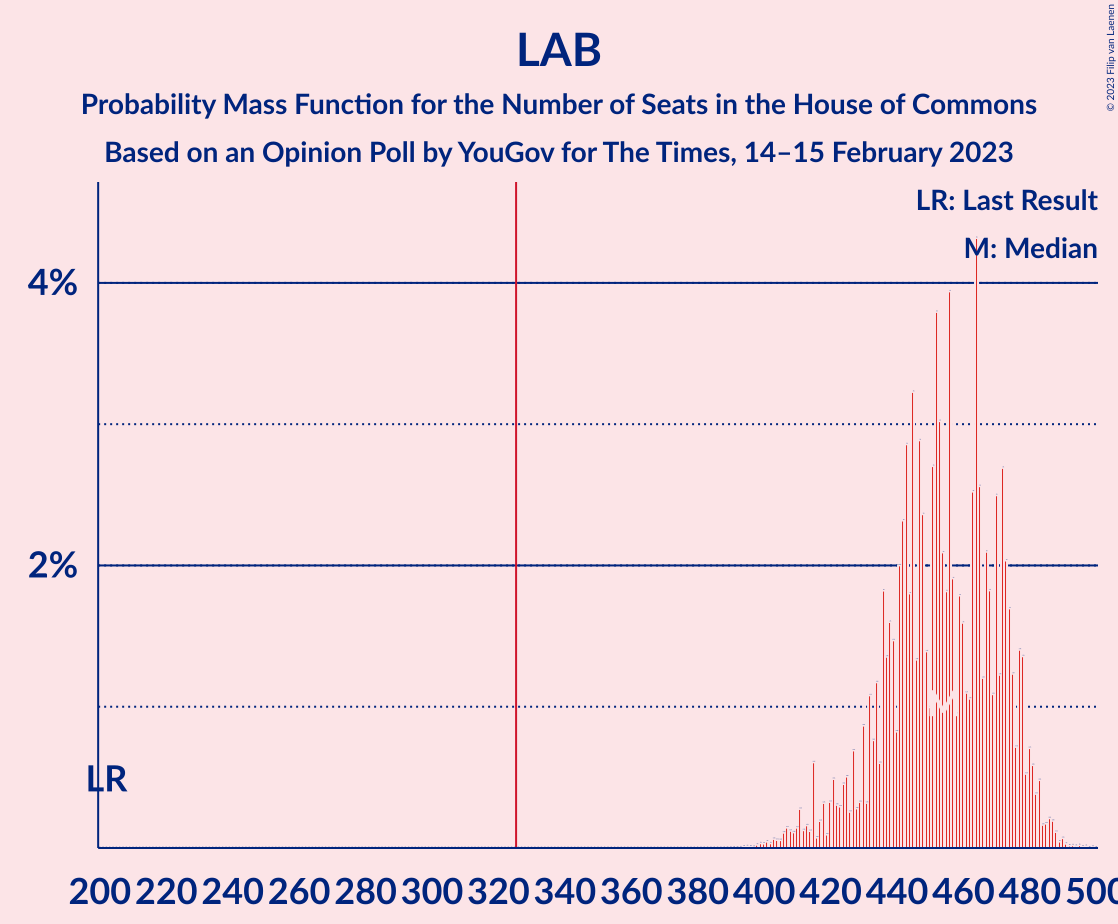 LAB
Probability Mass Function for the Number of Seats in the House of Commons
Based on an Opinion Poll by YouGov for The Times, 14–15 February 2023
© 2023 Filip van Laenen
LR: Last Result
M: Median
4%
2%
LR
M
200 220 240 260 280 300 320 340 360 380 400 420 440 460 480 500